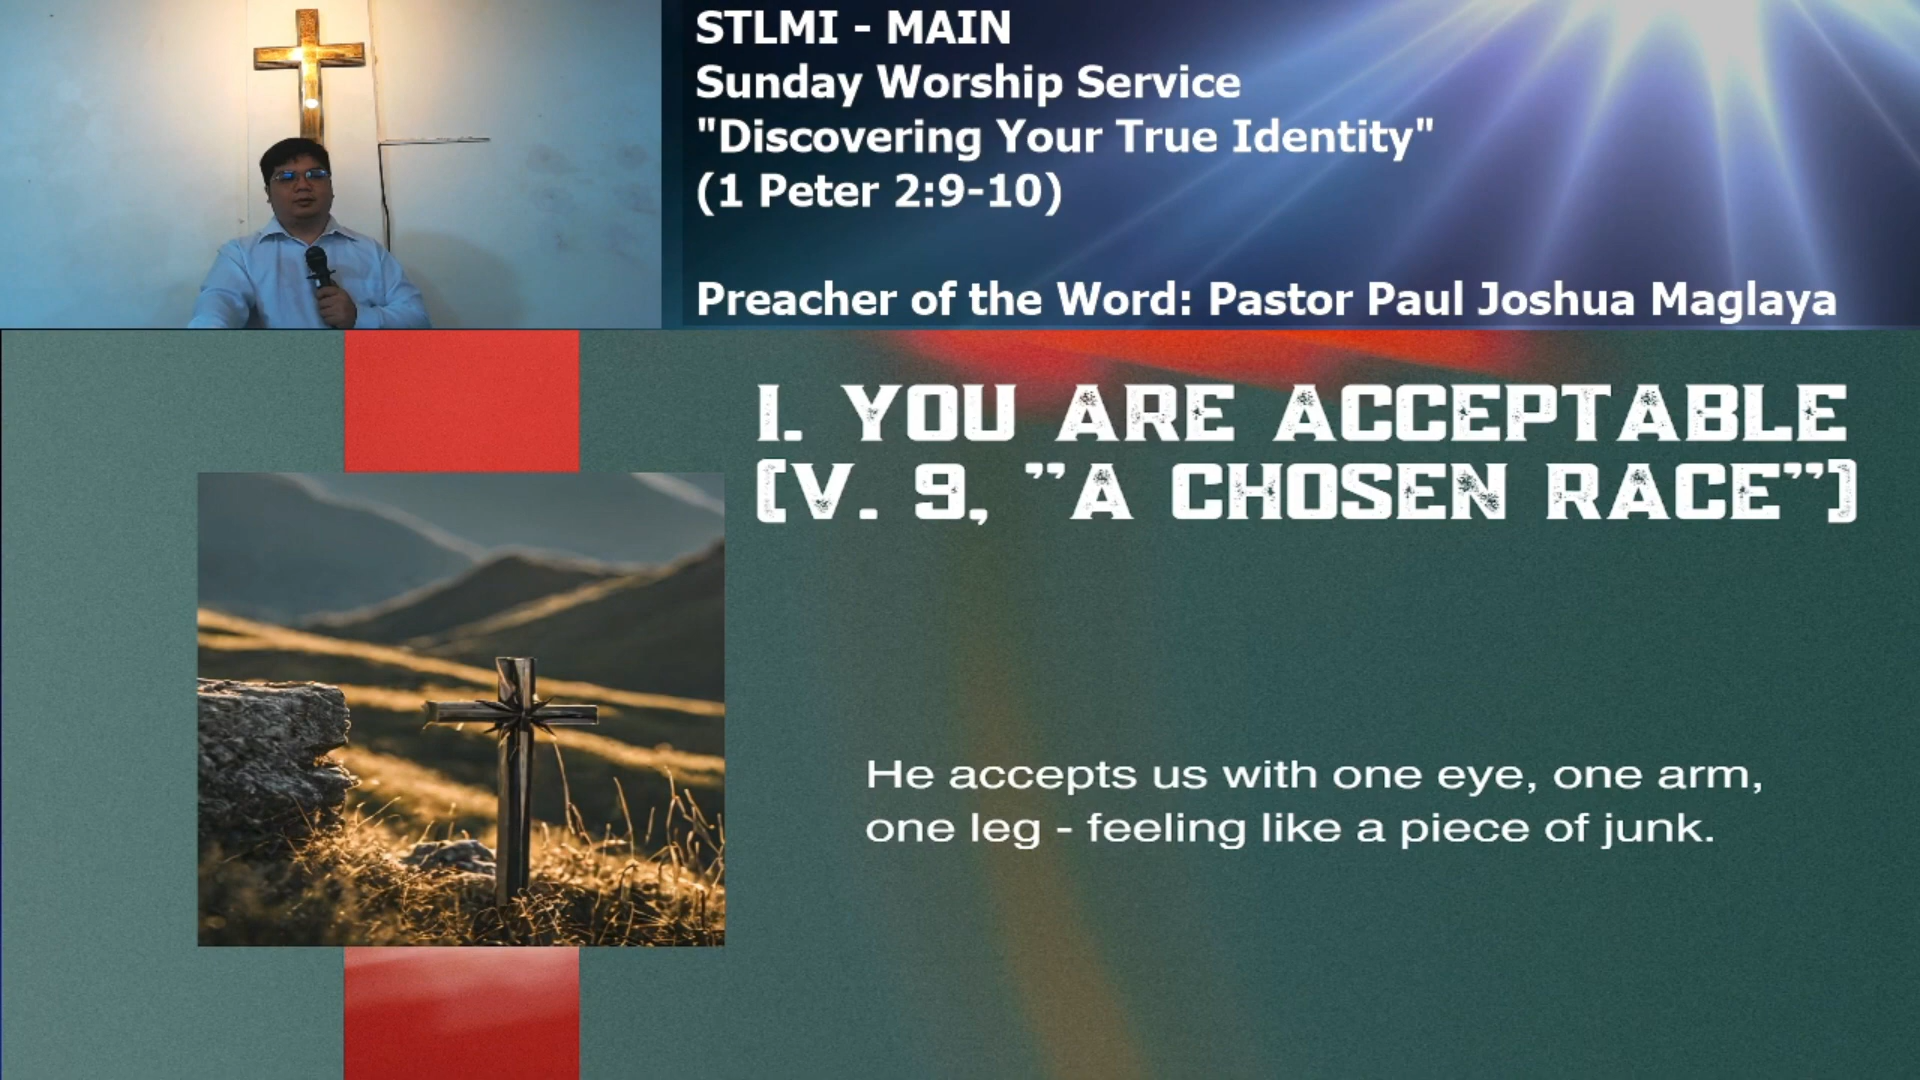 STLMI - MAIN
Sunday Worship Service
"Discovering Your True Identity"
(1 Peter 2:9-10)
Preacher of the Word: Pastor Paul Joshua Maglaya
I. YOU ARE ACCEPTABLE
(V. 9, "A CHOSEN RACE")
He accepts us with one eye, one arm,
one leg - feeling like a piece of junk.